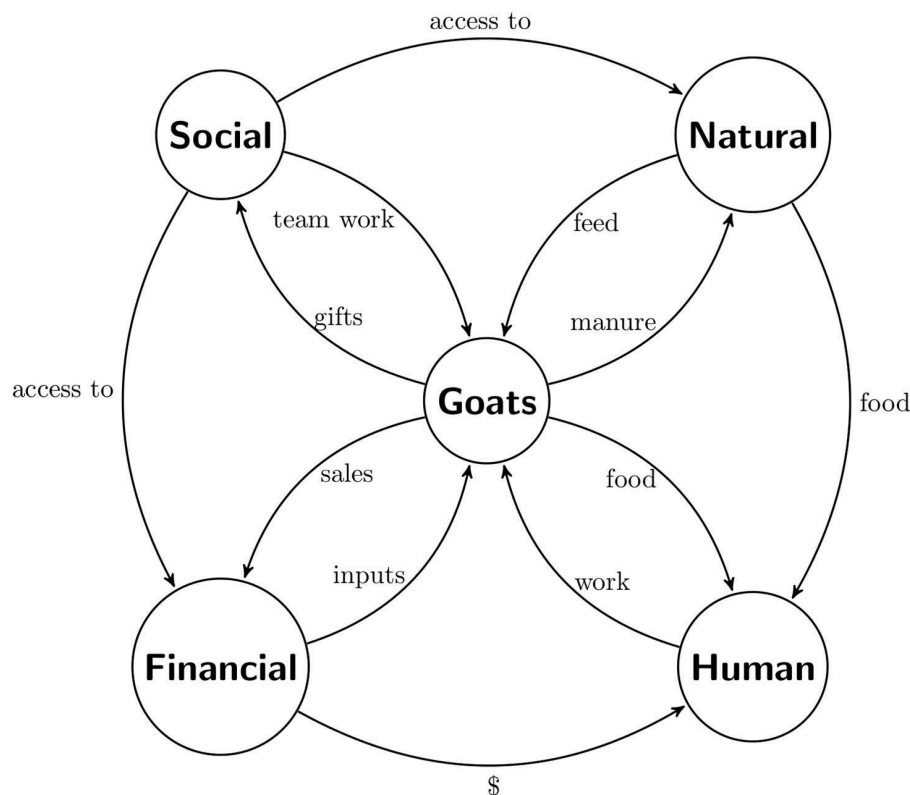 access to
Social
Natural
team work
feed
gifts
manure
access to
Goats
food
sales
food
inputs
work
Financial
Human
$